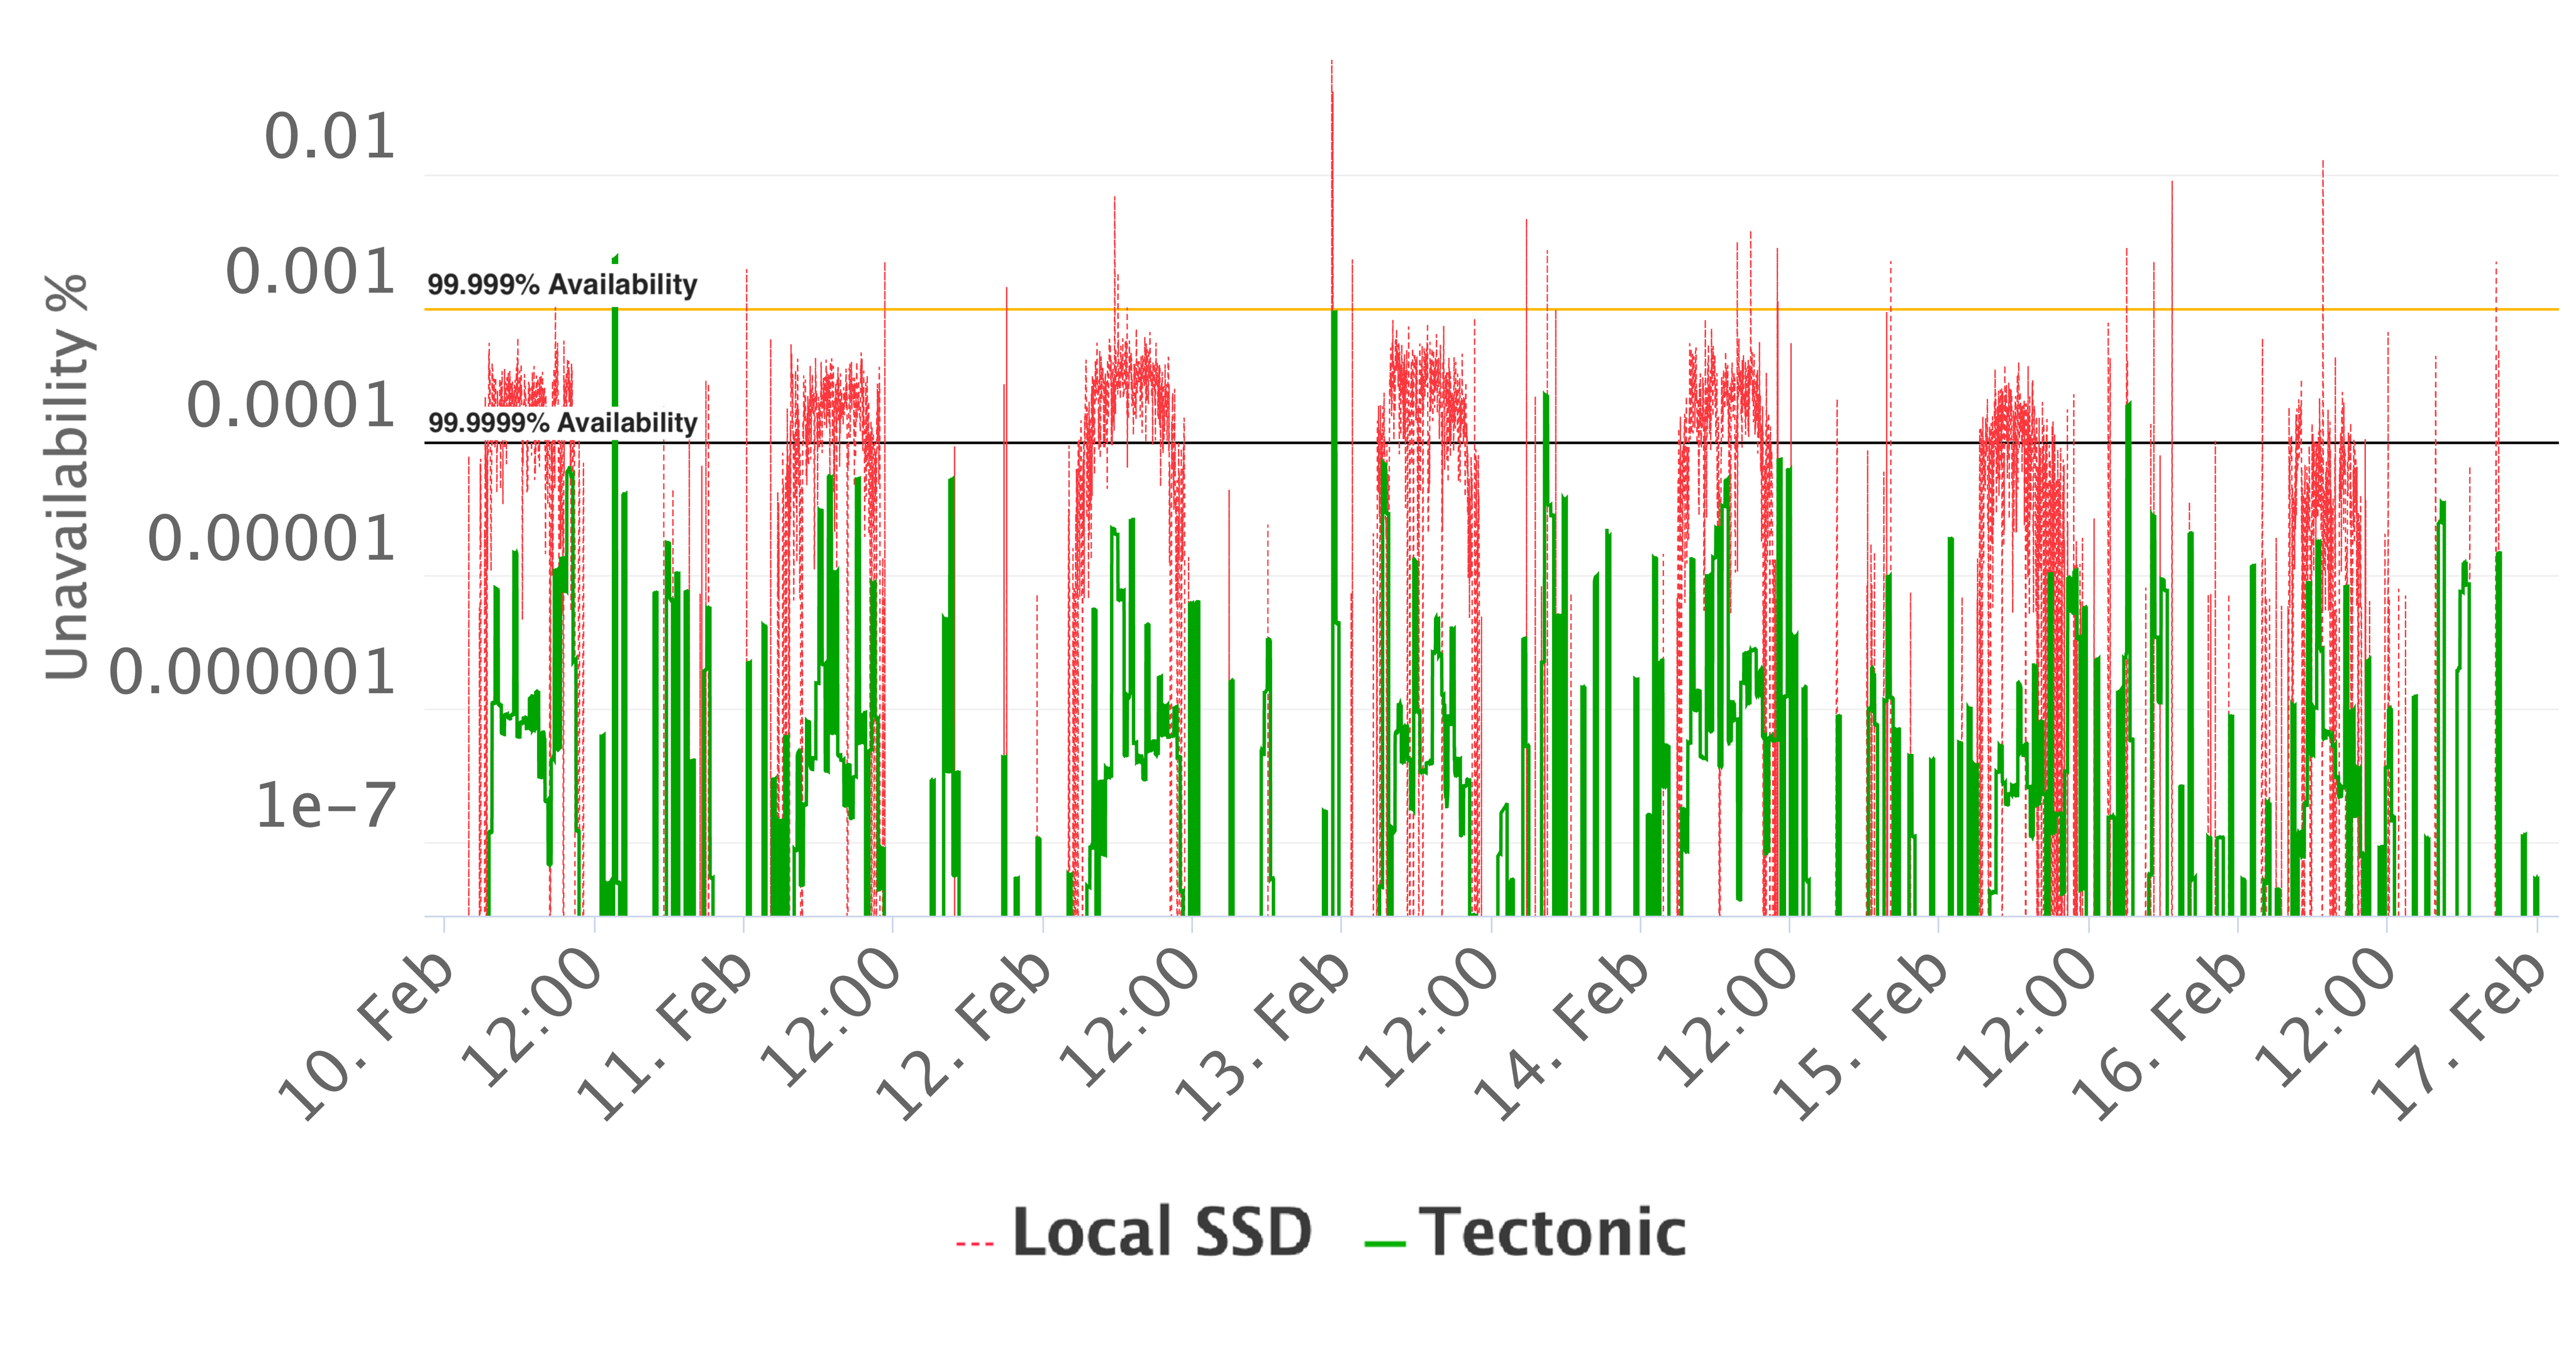 Unavailability %
0.01
0.001
99.999% Availability
0.0001
99.9999% Availability
0.00001
0.000001
1e−7
10. Feb
12:00
11. Feb
12:00
12. Feb
12:00
13. Feb
12:00
14. Feb
12:00
15. Feb
12:00
16. Feb
12:00
17. Feb
Local SSD
Tectonic